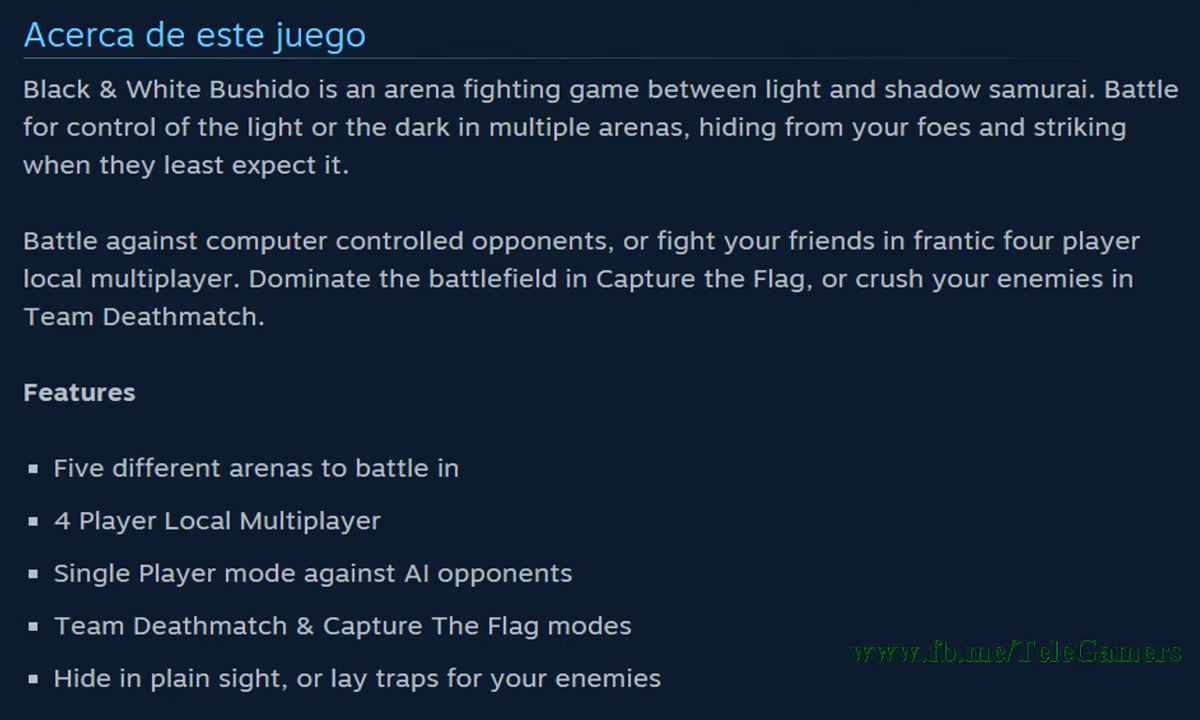 Acerca de este juego
Black & White Bushido is an arena fighting game between light and shadow samurai. Battle
for control of the light or the dark in multiple arenas, hiding from your foes and striking
when they least expect it.
Battle against computer controlled opponents, or fight your friends in frantic four player
local multiplayer. Dominate the battlefield in Capture the Flag, or crush your enemies in
Team Deathmatch.
Features
▪ Five different arenas to battle in
▪ 4 Player Local Multiplayer
▪ Single Player mode against AI opponents
▪ Team Deathmatch & Capture The Flag modes
www.fb.me/TeleGamers
▪ Hide in plain sight, or lay traps for your enemies